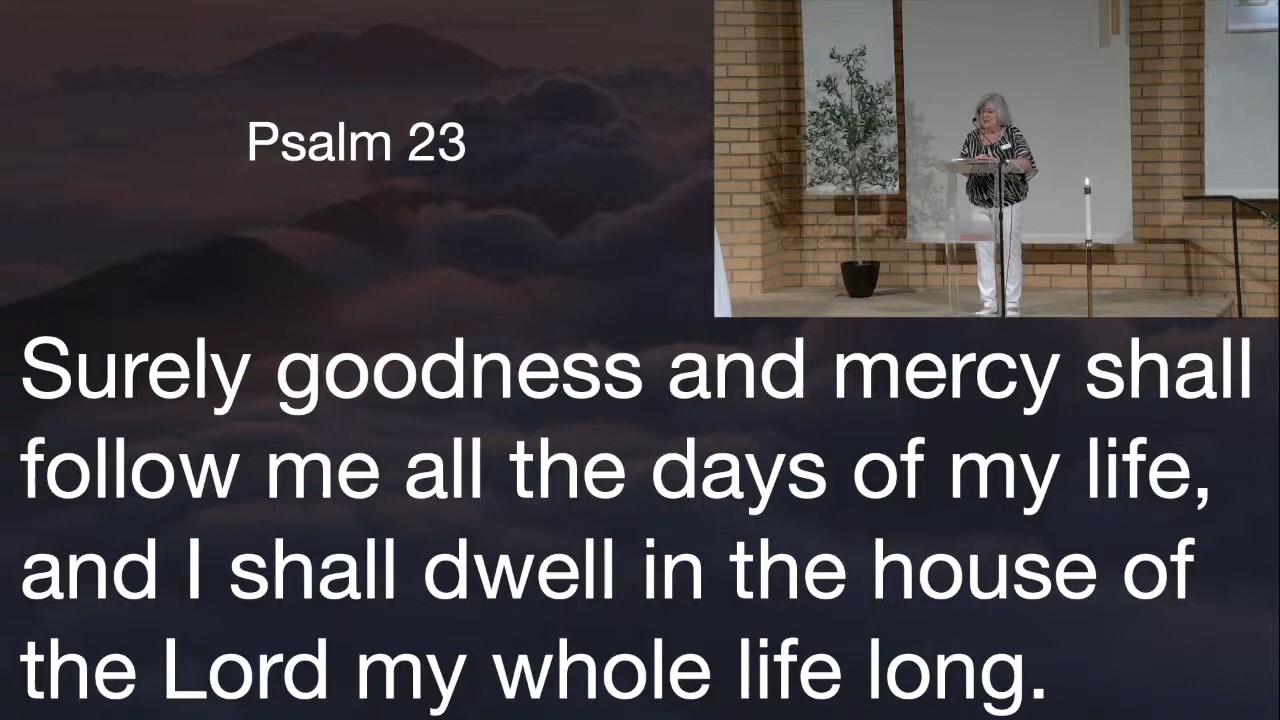 Psalm 23
Surely goodness and mercy shall
follow me all the days of my life,
and I shall dwell in the house of
the Lord my whole life long.